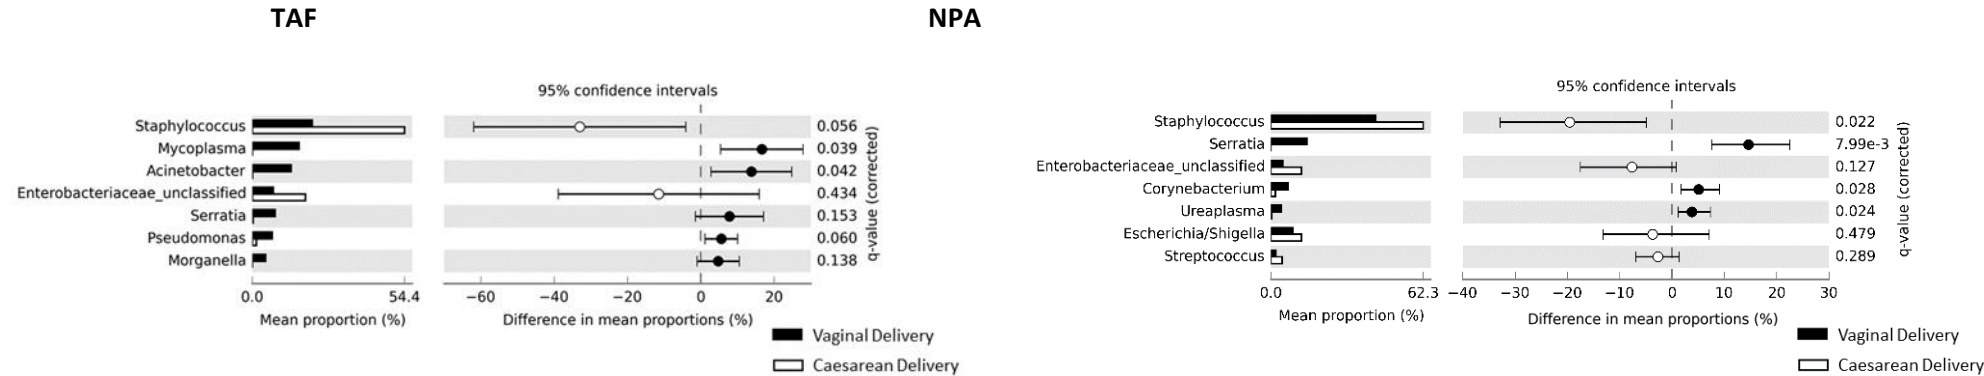 TAF
NPA
95% confidence intervals
Staphylococcus
0.056
Mycoplasma
0.039
Acinetobacter
0.042
Enterobacteriaceae_unclassified
0.434
Serratia
0.153
Pseudomonas
0.060
Morganella
0.138
q-value (corrected)
0.0
54.4
−60
−40
−20
0
20
Mean proportion (%)
Difference in mean proportions (%)
Vaginal Delivery
Caesarean Delivery
95% confidence intervals
Staphylococcus
0.022
Serratia
7.99e-3
Enterobacteriaceae_unclassified
0.127
Corynebacterium
0.028
Ureaplasma
0.024
Escherichia/Shigella
0.479
Streptococcus
0.289
q-value (corrected)
0.0
62.3
−40
−30
−20
−10
0
10
20
30
Mean proportion (%)
Difference in mean proportions (%)
Vaginal Delivery
Caesarean Delivery